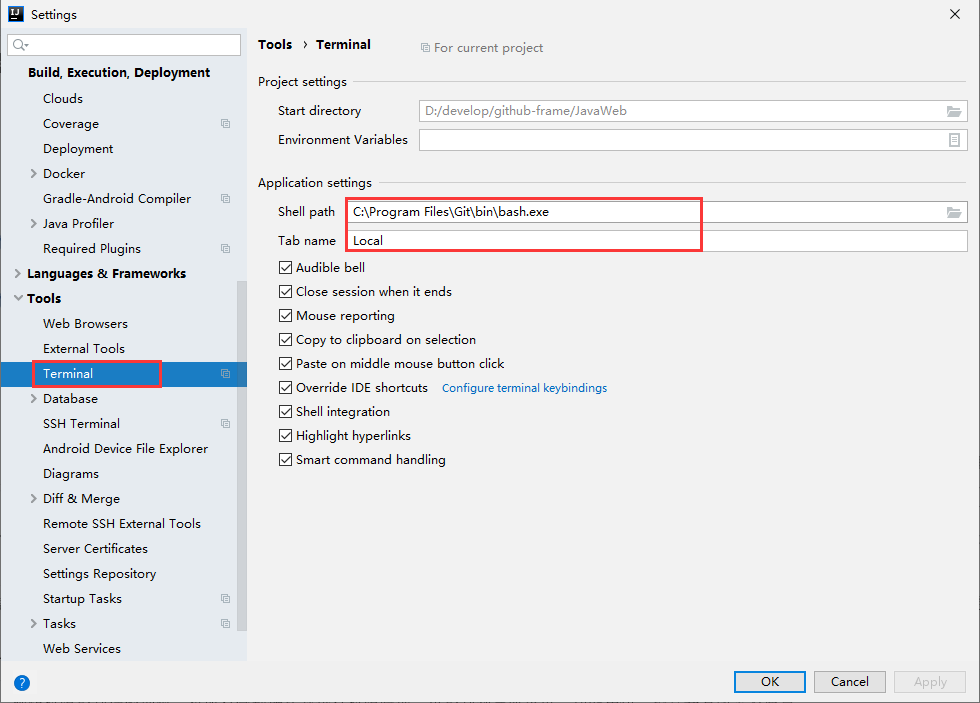 Settings
Build, Execution, Deployment
Clouds
Coverage
Deployment
Docker
Gradle-Android Compiler
Java Profiler
Required Plugins
Languages & Frameworks
Tools
Web Browsers
External Tools
Terminal
Database
SSH Terminal
Android Device File Explorer
Diagrams
Diff & Merge
Remote SSH External Tools
Server Certificates
Settings Repository
Startup Tasks
Tasks
Web Services
Tools › Terminal For current project
Project settings
Start directory D:/develop/github-frame/JavaWeb
Environment Variables
Application settings
Shell path C:\Program Files\Git\bin\bash.exe
Tab name Local
Audible bell
Close session when it ends
Mouse reporting
Copy to clipboard on selection
Paste on middle mouse button click
Override IDE shortcuts Configure terminal keybindings
Shell integration
Highlight hyperlinks
Smart command handling
? OK Cancel Apply